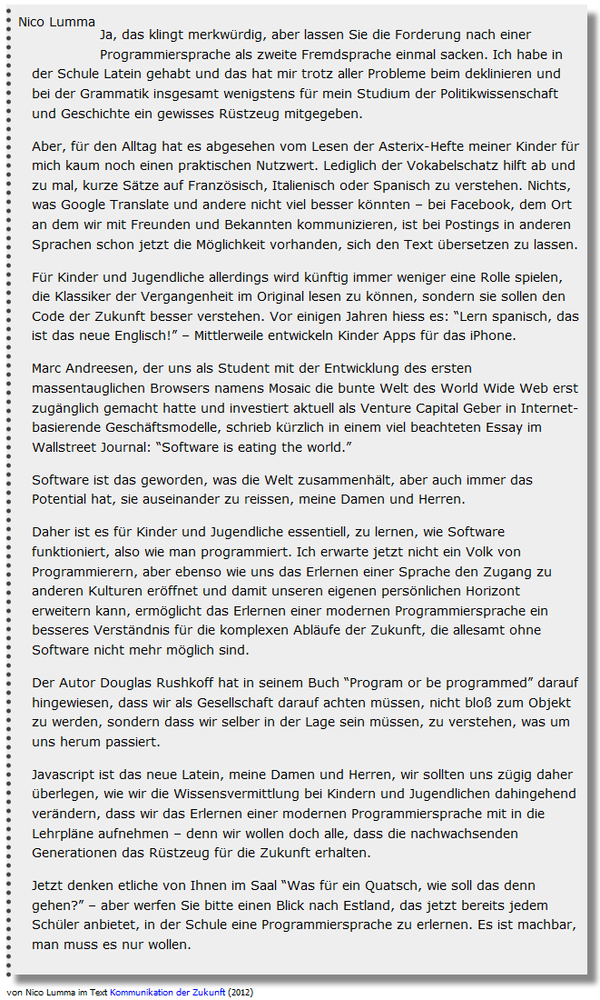 Nico Lumma
Ja, das klingt merkwürdig, aber lassen Sie die Forderung nach einer
Programmiersprache als zweite Fremdsprache einmal sacken. Ich habe in
der Schule Latein gehabt und das hat mir trotz aller Probleme beim deklinieren und
bei der Grammatik insgesamt wenigstens für mein Studium der Politikwissenschaft
und Geschichte ein gewisses Rüstzeug mitgegeben.
Aber, für den Alltag hat es abgesehen vom Lesen der Asterix-Hefte meiner Kinder für
mich kaum noch einen praktischen Nutzwert. Lediglich der Vokabelschatz hilft ab und
zu mal, kurze Sätze auf Französisch, Italienisch oder Spanisch zu verstehen. Nichts,
was Google Translate und andere nicht viel besser könnten – bei Facebook, dem Ort
an dem wir mit Freunden und Bekannten kommunizieren, ist bei Postings in anderen
Sprachen schon jetzt die Möglichkeit vorhanden, sich den Text übersetzen zu lassen.
Für Kinder und Jugendliche allerdings wird künftig immer weniger eine Rolle spielen,
die Klassiker der Vergangenheit im Original lesen zu können, sondern sie sollen den
Code der Zukunft besser verstehen. Vor einigen Jahren hiess es: “Lern spanisch, das
ist das neue Englisch!” – Mittlerweile entwickeln Kinder Apps für das iPhone.
Marc Andreesen, der uns als Student mit der Entwicklung des ersten
massentauglichen Browsers namens Mosaic die bunte Welt des World Wide Web erst
zugänglich gemacht hatte und investiert aktuell als Venture Capital Geber in Internet-
basierende Geschäftsmodelle, schrieb kürzlich in einem viel beachteten Essay im
Wallstreet Journal: “Software is eating the world.”
Software ist das geworden, was die Welt zusammenhält, aber auch immer das
Potential hat, sie auseinander zu reissen, meine Damen und Herren.
Daher ist es für Kinder und Jugendliche essentiell, zu lernen, wie Software
funktioniert, also wie man programmiert. Ich erwarte jetzt nicht ein Volk von
Programmierern, aber ebenso wie uns das Erlernen einer Sprache den Zugang zu
anderen Kulturen eröffnet und damit unseren eigenen persönlichen Horizont
erweitern kann, ermöglicht das Erlernen einer modernen Programmiersprache ein
besseres Verständnis für die komplexen Abläufe der Zukunft, die allesamt ohne
Software nicht mehr möglich sind.
Der Autor Douglas Rushkoff hat in seinem Buch “Program or be programmed” darauf
hingewiesen, dass wir als Gesellschaft darauf achten müssen, nicht bloß zum Objekt
zu werden, sondern dass wir selber in der Lage sein müssen, zu verstehen, was um
uns herum passiert.
Javascript ist das neue Latein, meine Damen und Herren, wir sollten uns zügig daher
überlegen, wie wir die Wissensvermittlung bei Kindern und Jugendlichen dahingehend
verändern, dass wir das Erlernen einer modernen Programmiersprache mit in die
Lehrpläne aufnehmen – denn wir wollen doch alle, dass die nachwachsenden
Generationen das Rüstzeug für die Zukunft erhalten.
Jetzt denken etliche von Ihnen im Saal “Was für ein Quatsch, wie soll das denn
gehen?” – aber werfen Sie bitte einen Blick nach Estland, das jetzt bereits jedem
Schüler anbietet, in der Schule eine Programmiersprache zu erlernen. Es ist machbar,
man muss es nur wollen.
von Nico Lumma im Text Kommunikation der Zukunft (2012)